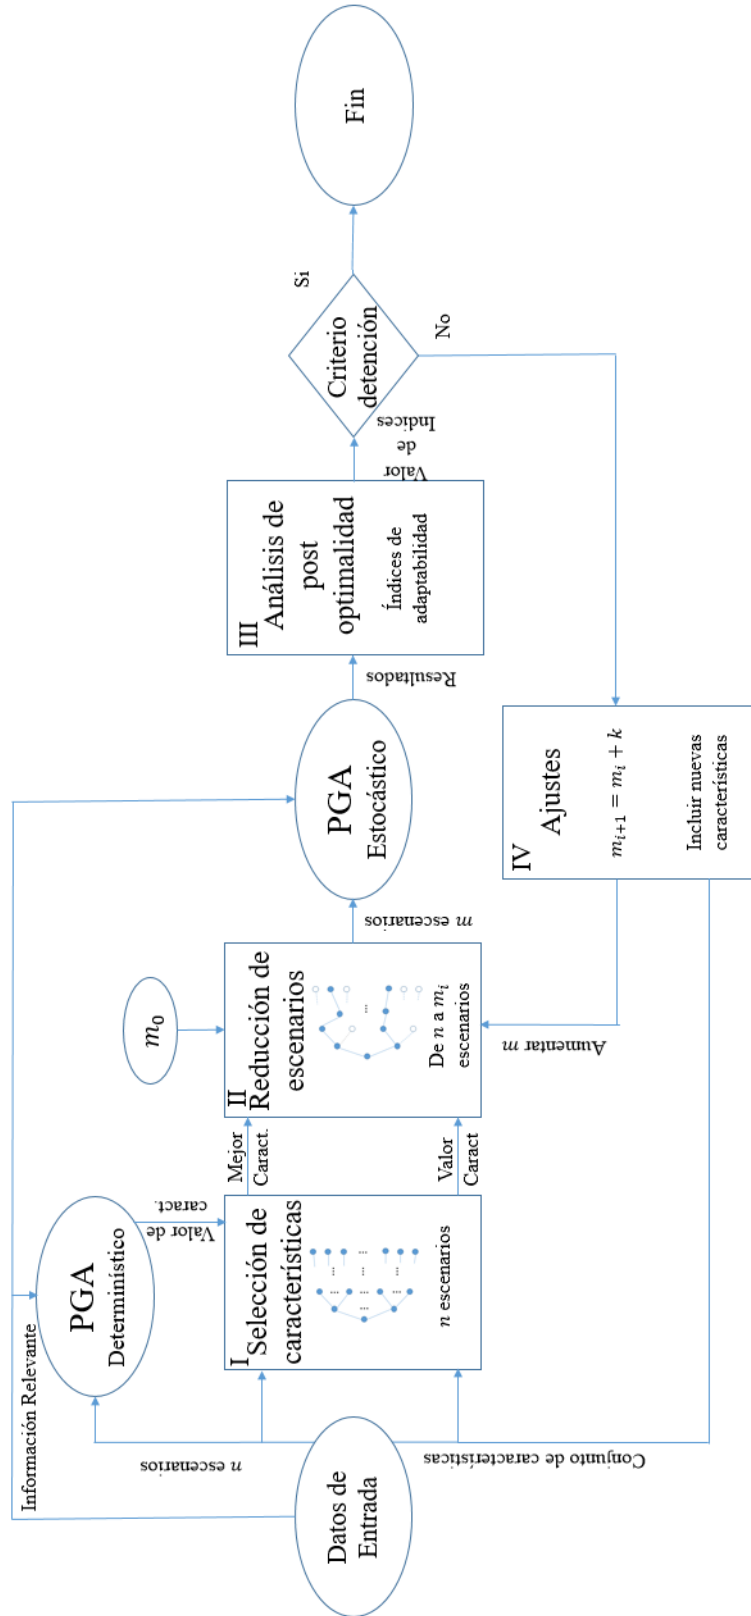 Información Relevante
Datos de
Entrada
n escenarios
Conjunto de características
PGA
Determinístico
Valor de
caract.
I
Selección de
características
...
...
...
...
...
...
n escenarios
Mejor
Caract.
Valor
Caract
m₀
II
Reducción de
escenarios
...
De n a mᵢ
escenarios
Aumentar m
m escenarios
PGA
Estocástico
Resultados
III
Análisis de
post
optimalidad
Índices de
adaptabilidad
Valor
de
Indices
Criterio
detención
Si
No
Fin
IV
Ajustes
mᵢ₊₁ = mᵢ + k
Incluir nuevas
características